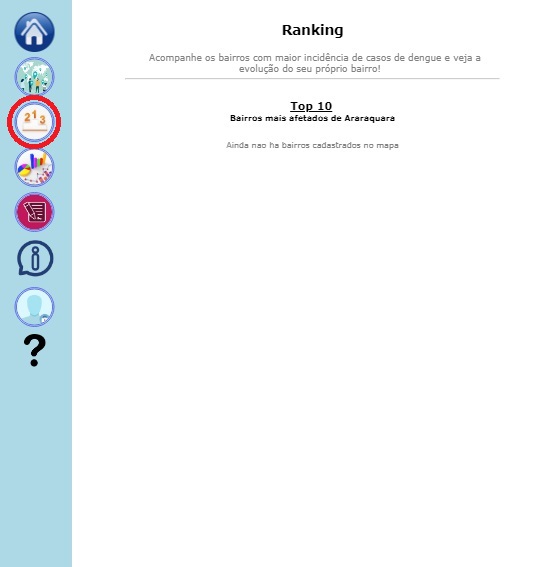 Ranking
Acompanhe os bairros com maior incidência de casos de dengue e veja a
evolução do seu próprio bairro!
Top 10
Bairros mais afetados de Araraquara
Ainda nao ha bairros cadastrados no mapa
2 1 3
?